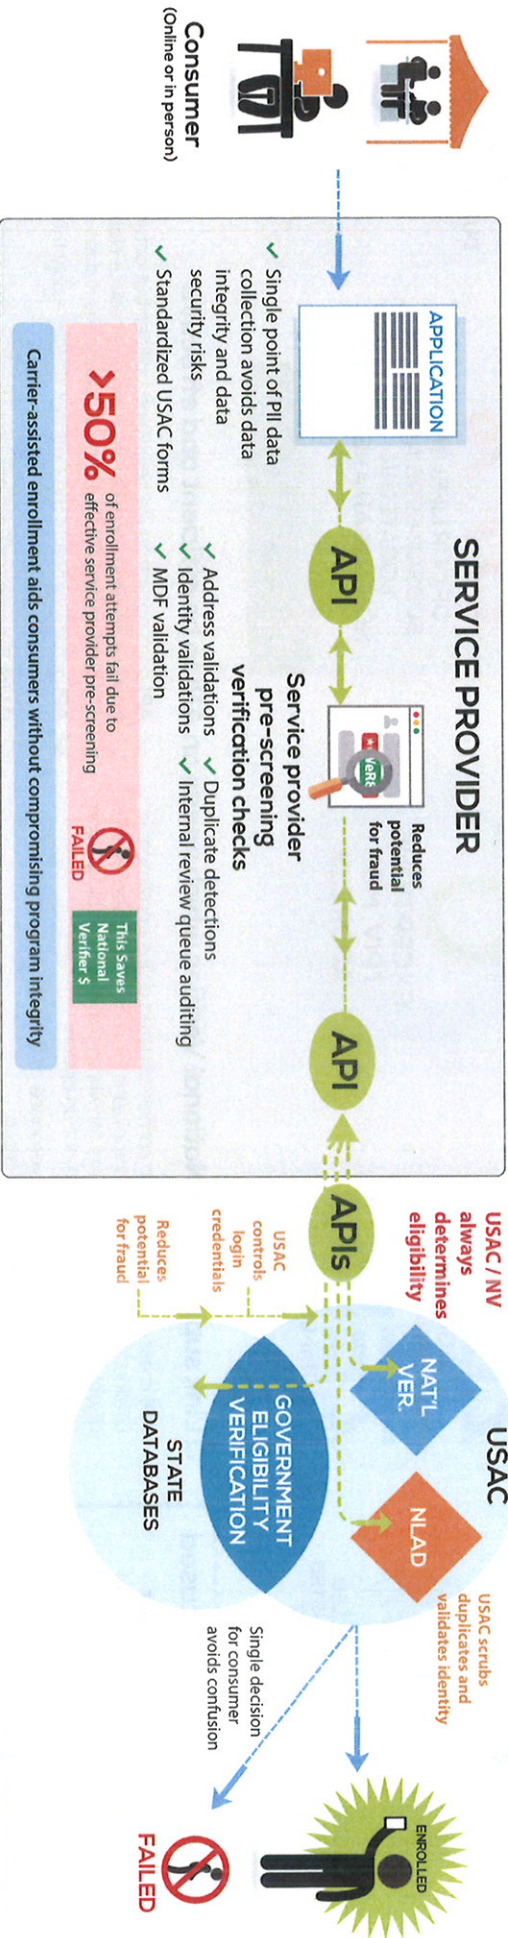 Consumer
(Online or in person)
SERVICE PROVIDER
APPLICATION
✓ Single point of PII data
collection avoids data
integrity and data
security risks
✓ Standardized USAC forms
API
Reduces
potential
for fraud
Service provider
pre-screening
verification checks
✓ Address validations
✓ Identity validations
✓ MDF validation
✓ Duplicate detections
✓ Internal review queue auditing
API
>50%
of enrollment attempts fail due to
effective service provider pre-screening
FAILED
This Saves
National
Verifier $
Carrier-assisted enrollment aids consumers without compromising program integrity
USAC / NV
always
determines
eligibility
APIs
USAC
controls
login
credentials
Reduces
potential
for fraud
USAC
NAT'L
VER.
NLAD
GOVERNMENT
ELIGIBILITY
VERIFICATION
STATE
DATABASES
USAC scrubs
duplicates and
validates identity
Single decision
for consumer
avoids confusion
ENROLLED
FAILED